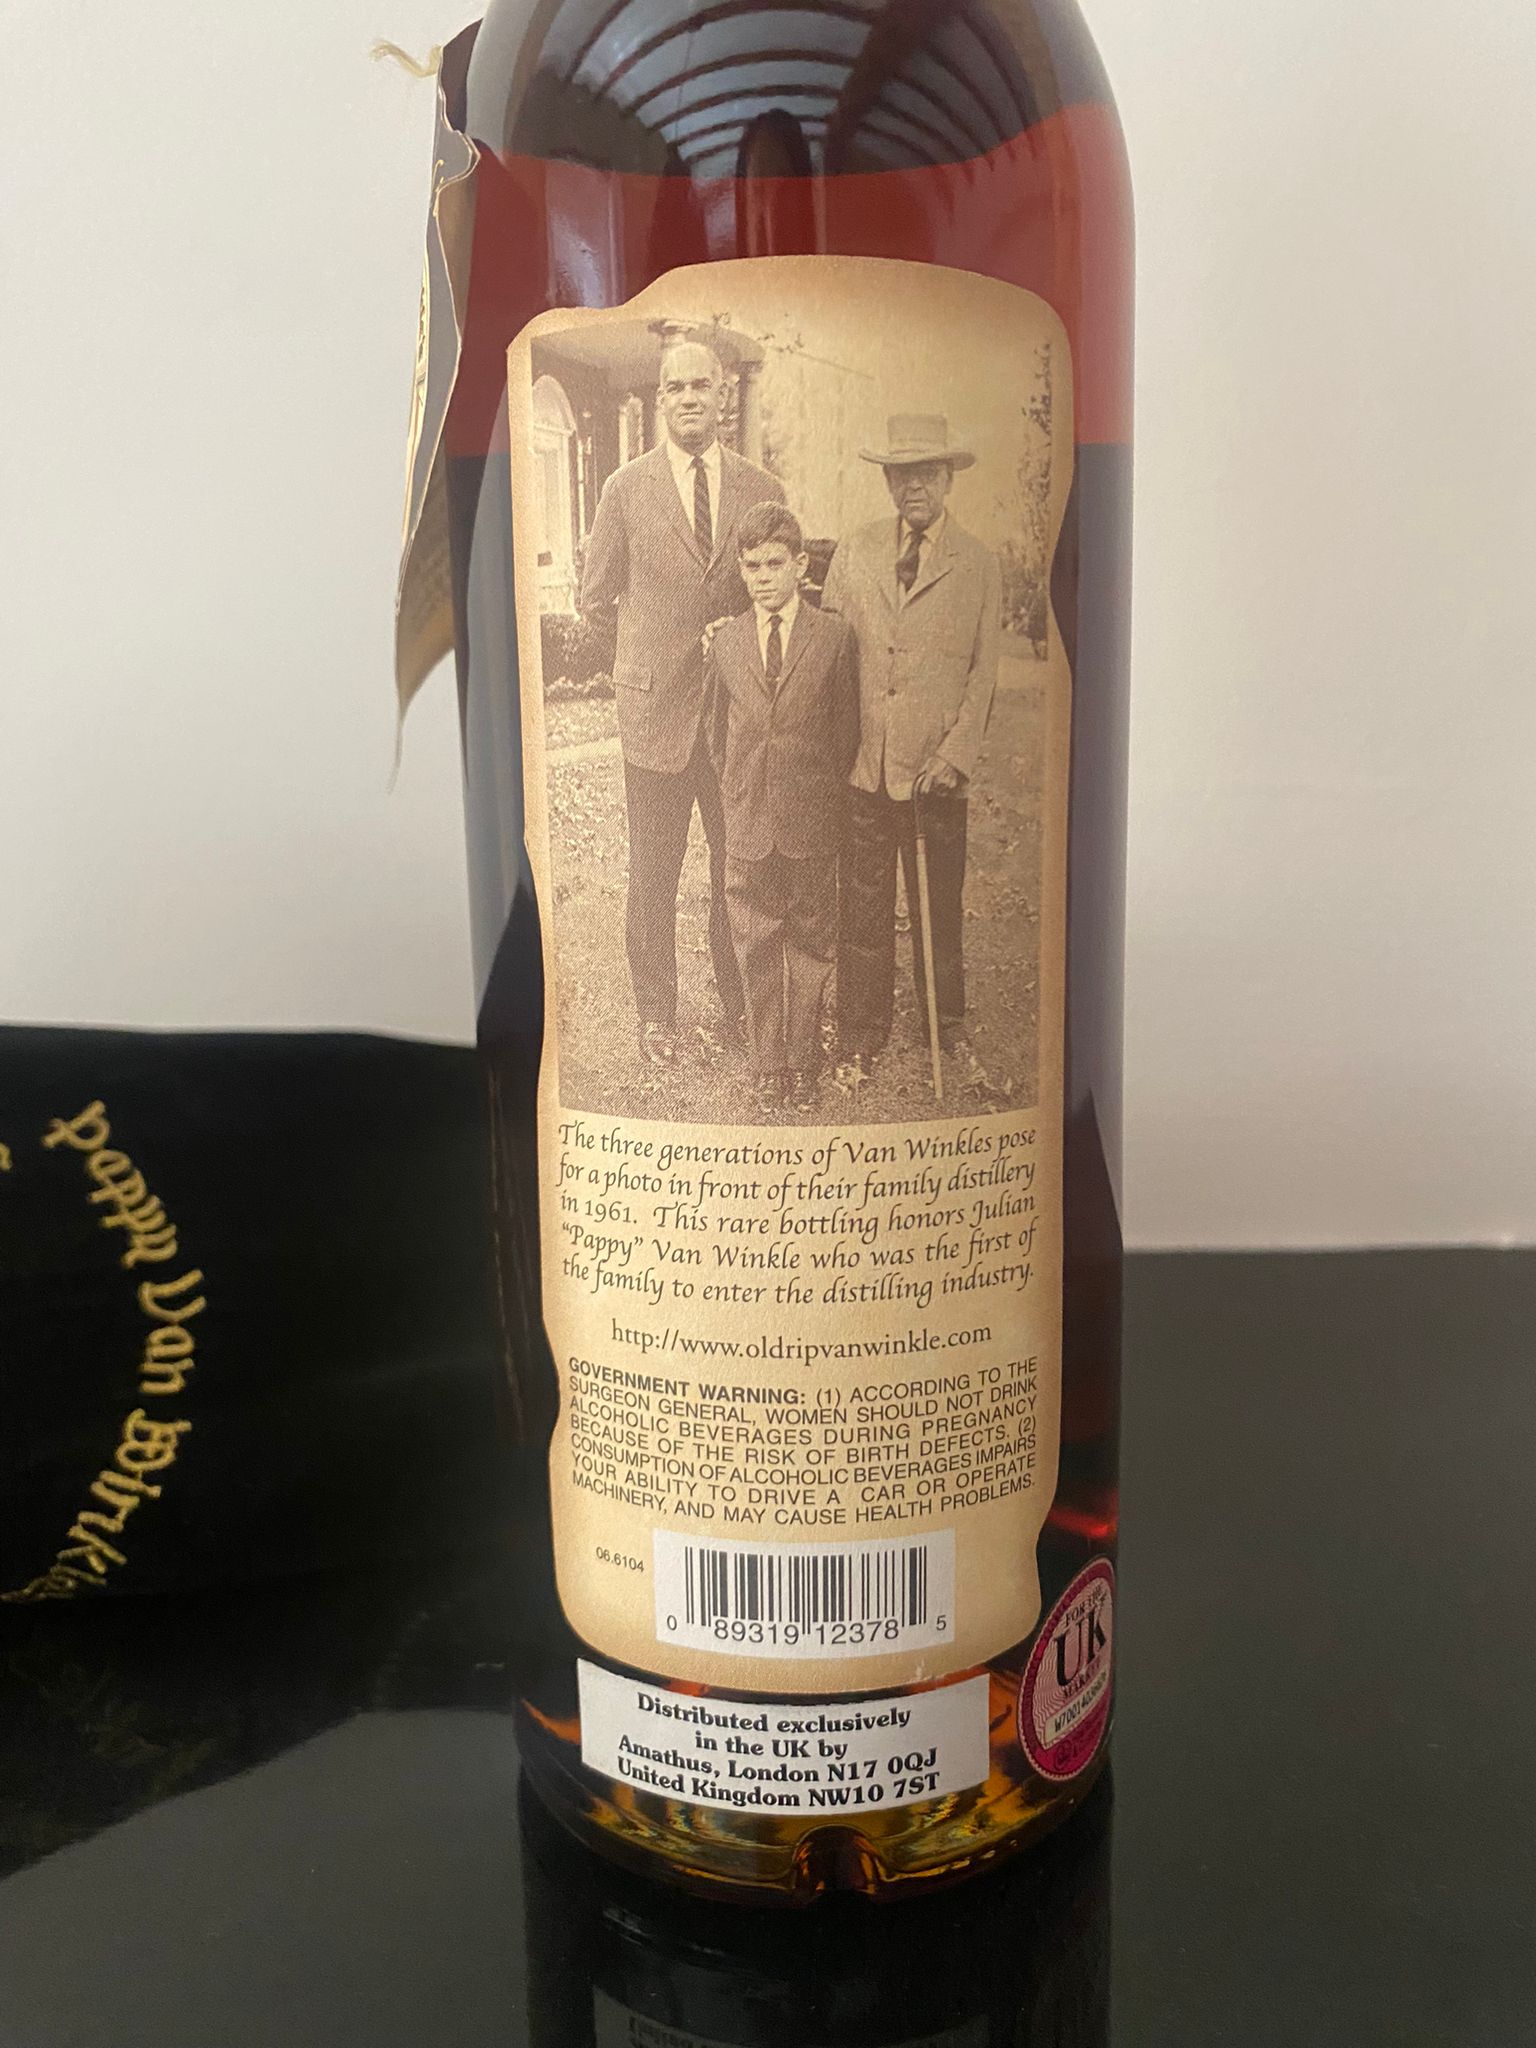 The three generations of Van Winkles pose
for a photo in front of their family distillery
in 1961. This rare bottling honors Julian
"Pappy" Van Winkle who was the first of
the family to enter the distilling industry.
http://www.oldripvanwinkle.com
GOVERNMENT WARNING: (1) ACCORDING TO THE
SURGEON GENERAL, WOMEN SHOULD NOT DRINK
ALCOHOLIC BEVERAGES DURING PREGNANCY
BECAUSE OF THE RISK OF BIRTH DEFECTS. (2)
CONSUMPTION OF ALCOHOLIC BEVERAGES IMPAIRS
YOUR ABILITY TO DRIVE A CAR OR OPERATE
MACHINERY, AND MAY CAUSE HEALTH PROBLEMS.
06.6104
0 89319 12378 5
Distributed exclusively
in the UK by
Amathus, London N17 0QJ
United Kingdom NW10 7ST
FOR THE
UK
MARKET
Pappy Van Winkle